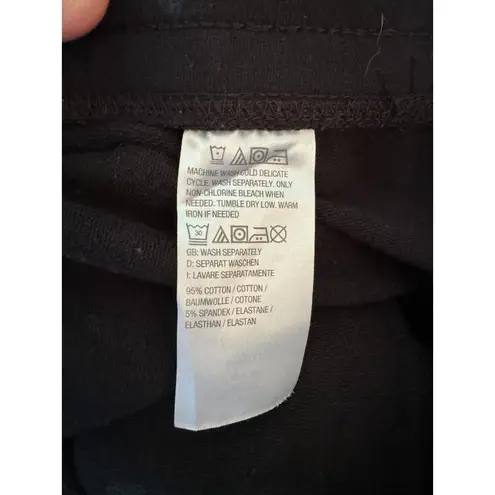 MACHINE WASH COLD DELICATE
CYCLE. WASH SEPARATELY. ONLY
NON-CHLORINE BLEACH WHEN
NEEDED. TUMBLE DRY LOW. WARM
IRON IF NEEDED
30
GB: WASH SEPARATELY
D: SEPARAT WASCHEN
I: LAVARE SEPARATAMENTE
95% COTTON / COTTON /
BAUMWOLLE / COTONE
5% SPANDEX / ELASTANE /
ELASTHAN / ELASTAN